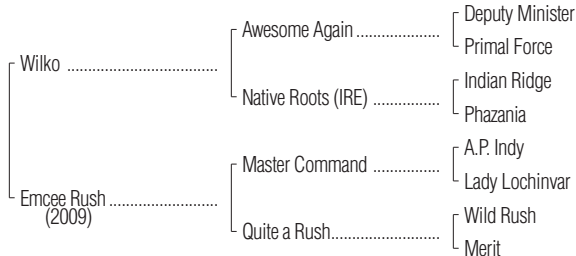 Deputy Minister
Awesome Again ....................
Primal Force
Wilko ....................................
Indian Ridge
Native Roots (IRE) ................
Phazania
A.P. Indy
Master Command ................
Lady Lochinvar
Emcee Rush ..........................
(2009)
Wild Rush
Quite a Rush..........................
Merit